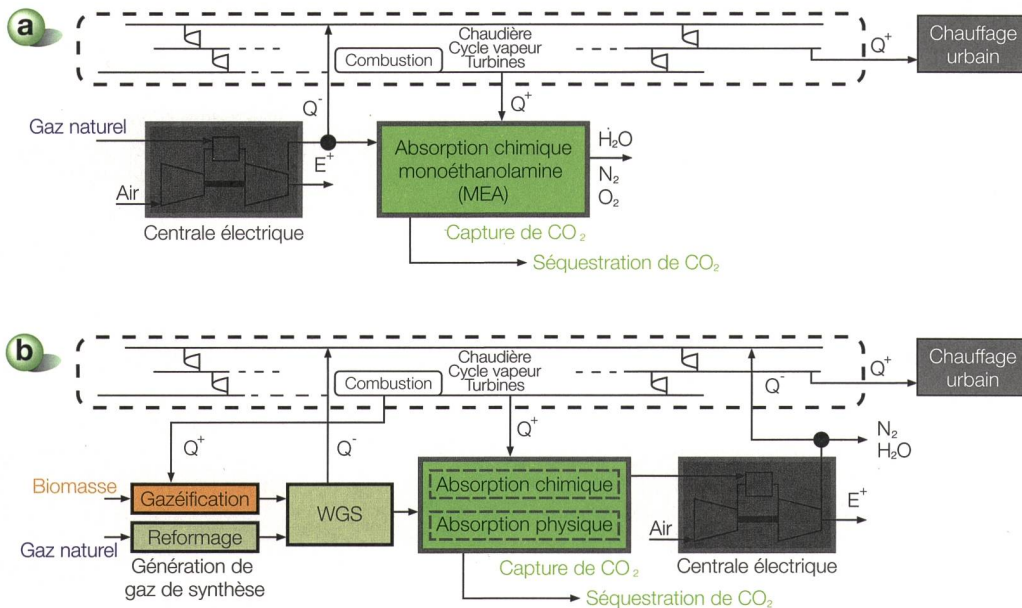 a
Chaudière
Cycle vapeur
Turbines
Combustion
Q⁺
Chauffage
urbain
Q⁻
Q⁺
Gaz naturel
E⁺
Air
Absorption chimique
monoéthanolamine
(MEA)
H₂O
N₂
O₂
Centrale électrique
Capture de CO₂
Séquestration de CO₂
b
Chaudière
Cycle vapeur
Turbines
Combustion
Q⁺
Chauffage
urbain
Q⁺
Q⁻
Q⁺
Q⁻
N₂
H₂O
Biomasse
Gazéification
WGS
Absorption chimique
Absorption physique
E⁺
Air
Reformage
Gaz naturel
Génération de
gaz de synthèse
Capture de CO₂
Centrale électrique
Séquestration de CO₂